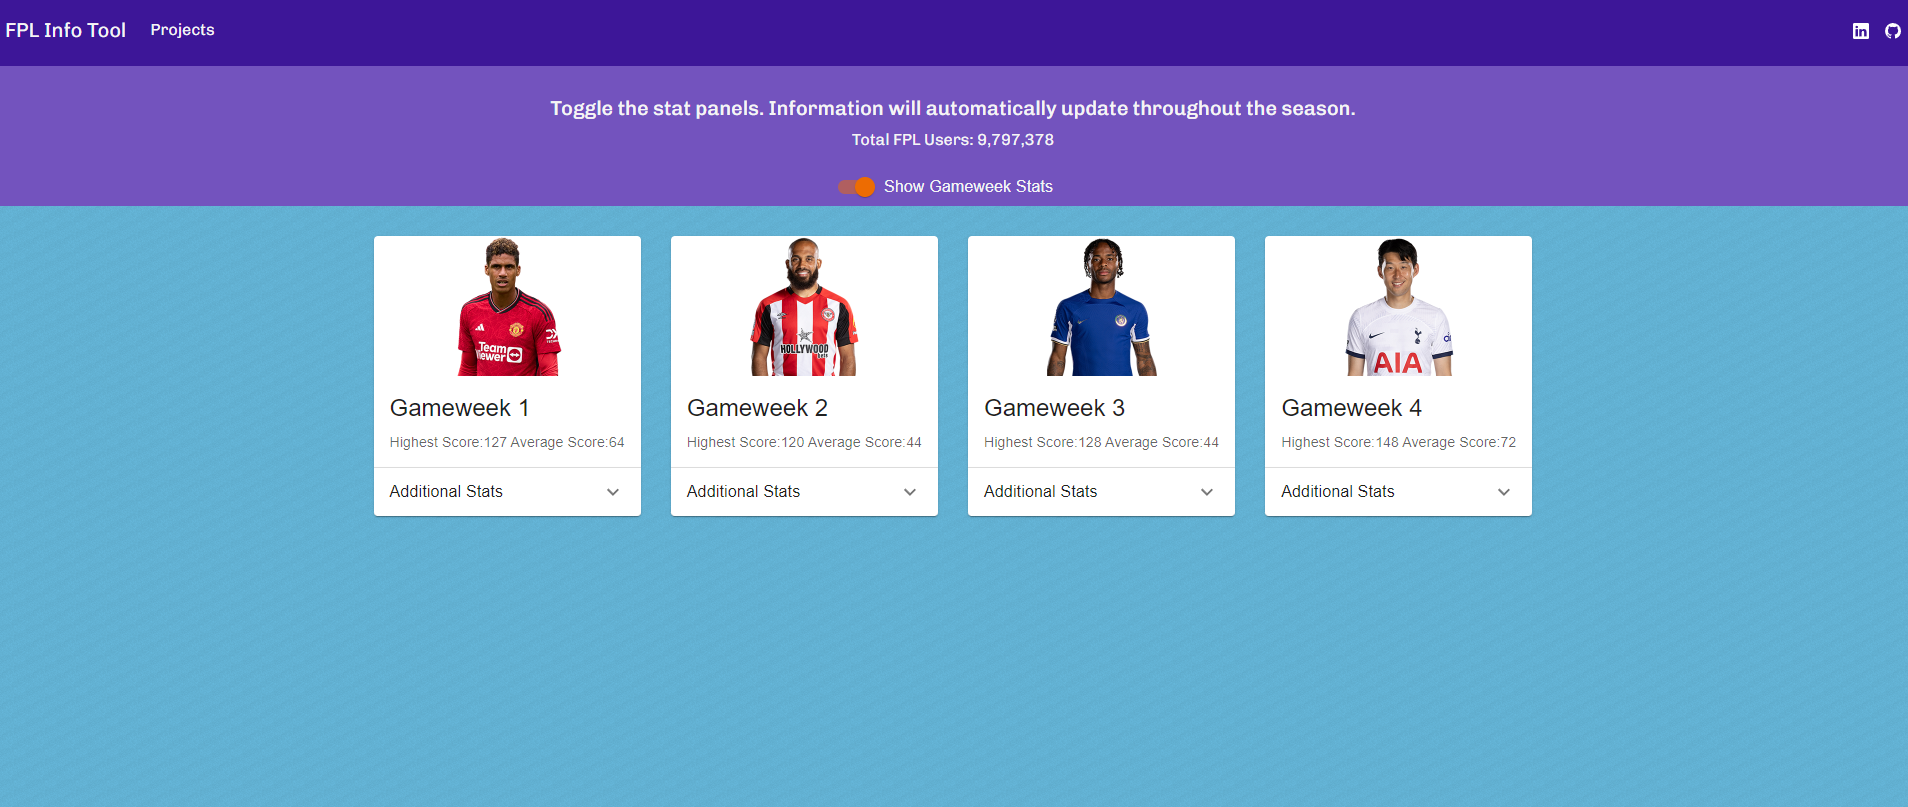 FPL Info Tool Projects
Toggle the stat panels. Information will automatically update throughout the season.
Total FPL Users: 9,797,378
Show Gameweek Stats
TeamViewer
Gameweek 1
Highest Score:127 Average Score:64
Additional Stats
HOLLYWOOD
bets
Gameweek 2
Highest Score:120 Average Score:44
Additional Stats
Gameweek 3
Highest Score:128 Average Score:44
Additional Stats
AIA
Gameweek 4
Highest Score:148 Average Score:72
Additional Stats